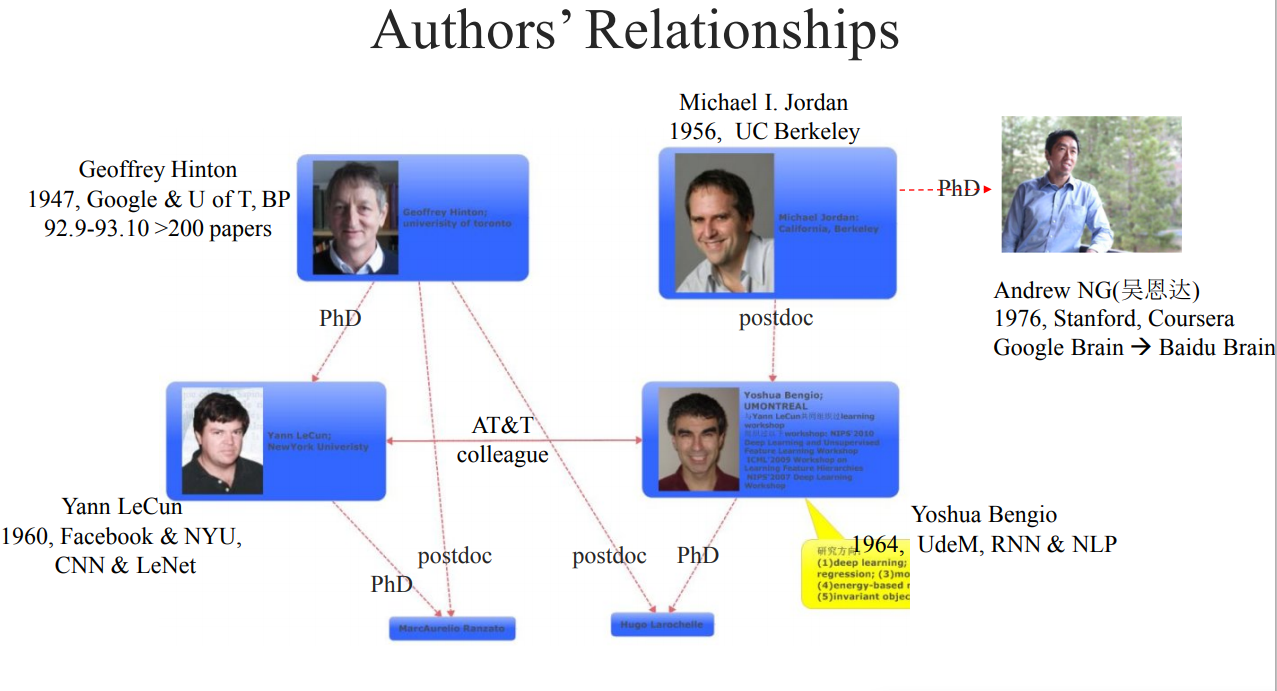 Authors’ Relationships
Michael I. Jordan
1956, UC Berkeley
Geoffrey Hinton
1947, Google & U of T, BP
92.9-93.10 >200 papers
Geoffrey Hinton;
univerisity of toronto
Michael Jordan;
California, Berkeley
PhD
Andrew NG(吴恩达)
1976, Stanford, Coursera
Google Brain → Baidu Brain
PhD
postdoc
Yann LeCun;
NewYork Univeristy
AT&T
colleague
Yoshua Bengio;
UMONTREAL
与Yann LeCun共同组织过learning
workshop
workshop: NIPS'2010
Deep Learning and Unsupervised
Feature Learning Workshop
ICML'2009 Workshop on
Learning Feature Hierarchies
NIPS'2007 Deep Learning
Workshop
Yann LeCun
1960, Facebook & NYU,
CNN & LeNet
Yoshua Bengio
1964, UdeM, RNN & NLP
postdoc
postdoc
PhD
PhD
研究方向
(1)deep learning;
regression; (3)mo
(4)energy-based
(5)invariant objec
MarcAurelio Ranzato
Hugo Larochelle